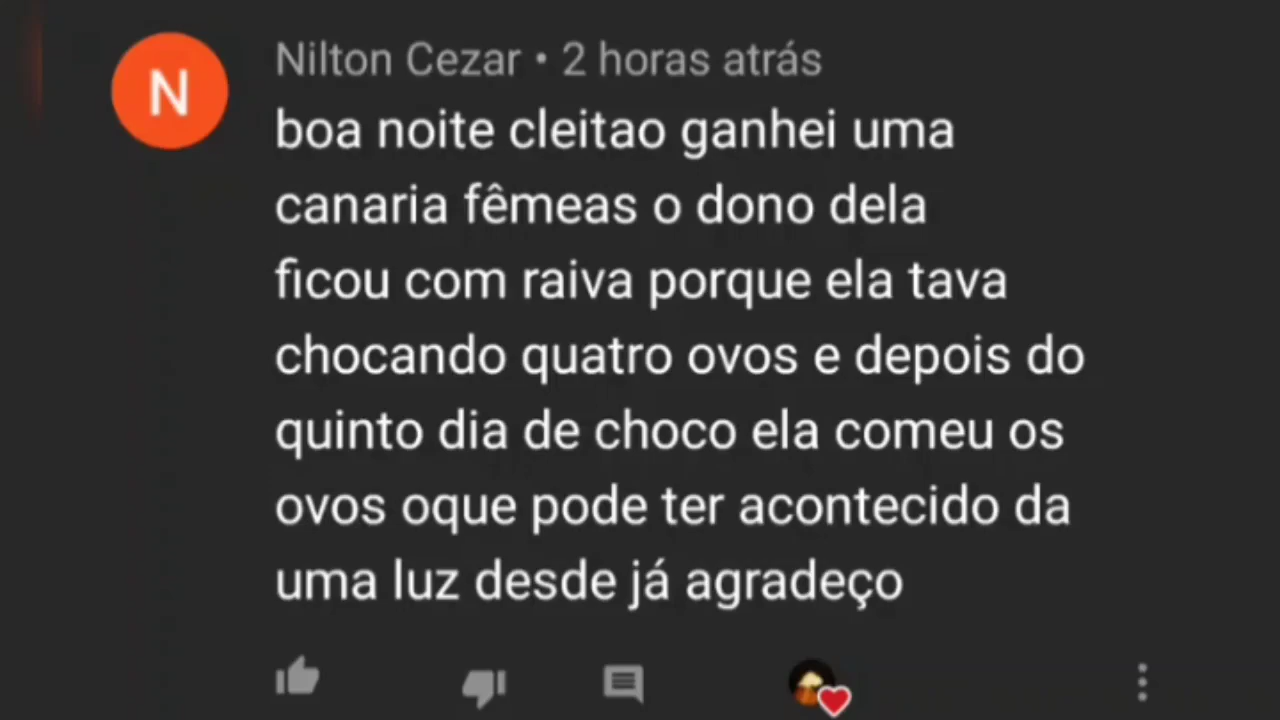 N
Nilton Cezar • 2 horas atrás
boa noite cleitao ganhei uma
canaria fêmeas o dono dela
ficou com raiva porque ela tava
chocando quatro ovos e depois do
quinto dia de choco ela comeu os
ovos oque pode ter acontecido da
uma luz desde já agradeço